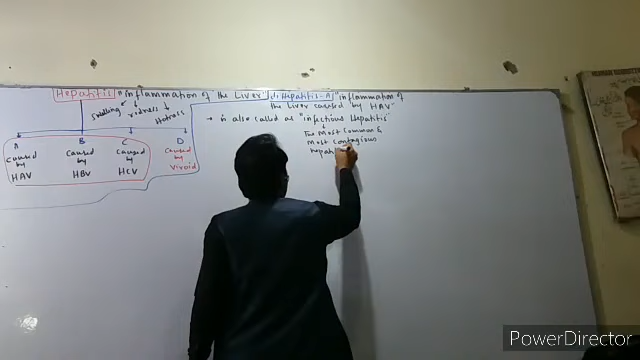 Hepatitis "inflammation of the Liver"
Swelling redness Hotness
A B C D
caused by HAV
caused by HBV
caused by HCV
caused by Viroid
d) Hepatitis-A "inflammation of
the Liver caused by HAV"
→ is also called as "infectious Hepatitis"
Most Common &
Most Contagious
hepati
PowerDirector